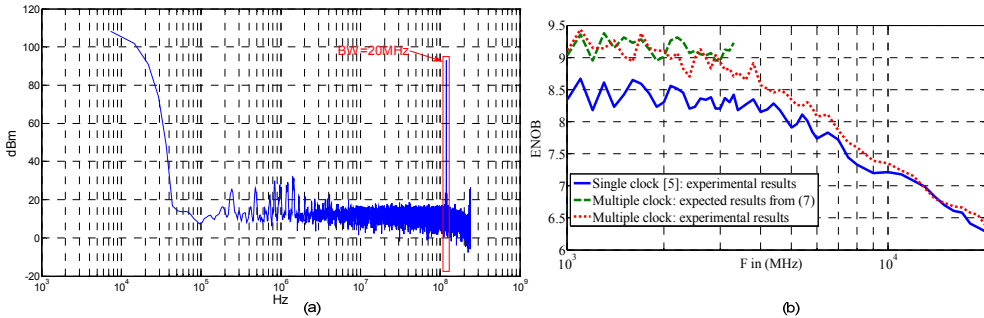 120
100
80
60
40
20
0
-20
dBm
BW=20MHz
10^3
10^4
10^5
10^6
10^7
10^8
10^9
Hz
(a)
9.5
9
8.5
8
7.5
7
6.5
6
ENOB
Single clock [5]: experimental results
Multiple clock: expected results from (7)
Multiple clock: experimental results
10^3
F in (MHz)
10^4
(b)